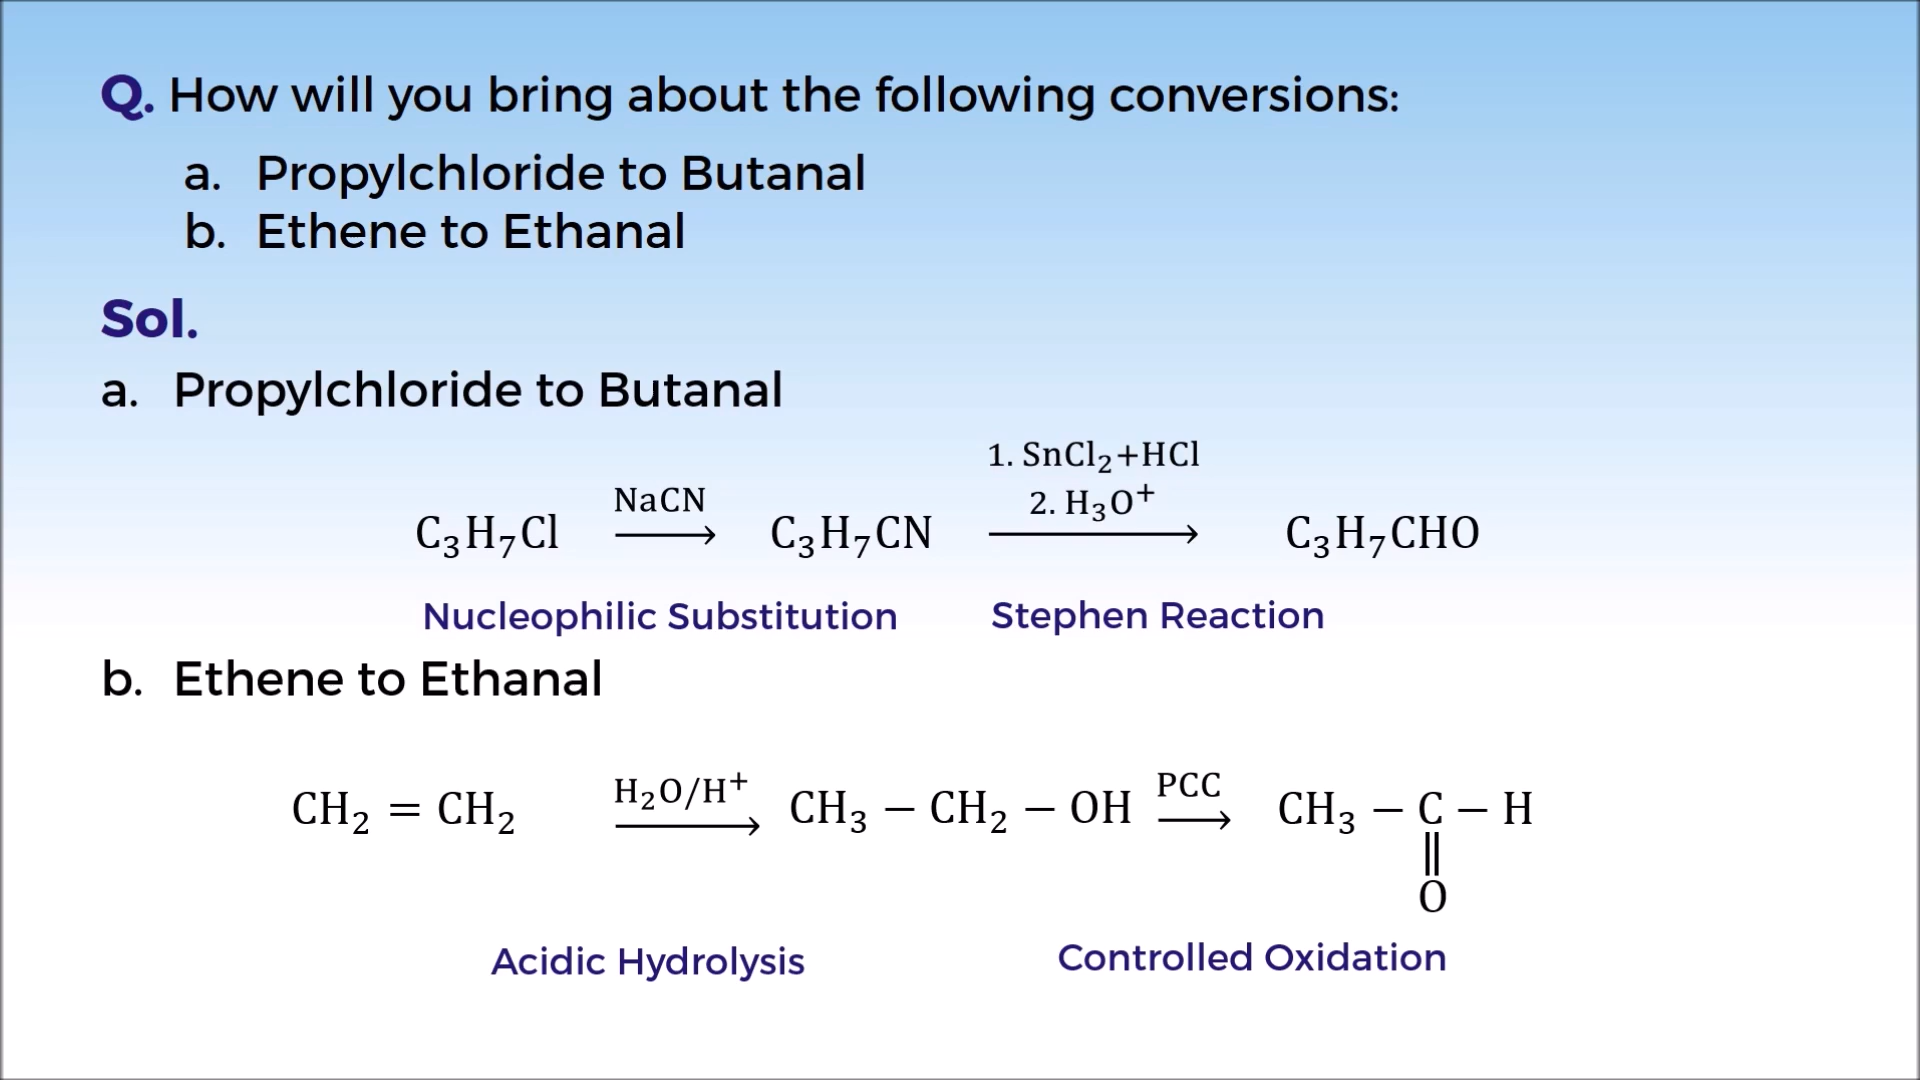 Q. How will you bring about the following conversions:
a. Propylchloride to Butanal
b. Ethene to Ethanal
Sol.
a. Propylchloride to Butanal
1. SnCl₂+HCl
NaCN 2. H₃O⁺
C₃H₇Cl ⟶ C₃H₇CN ⟶ C₃H₇CHO
Nucleophilic Substitution Stephen Reaction
b. Ethene to Ethanal
H₂O/H⁺ PCC
CH₂ = CH₂ ⟶ CH₃ − CH₂ − OH ⟶ CH₃ − C − H
||
O
Acidic Hydrolysis Controlled Oxidation